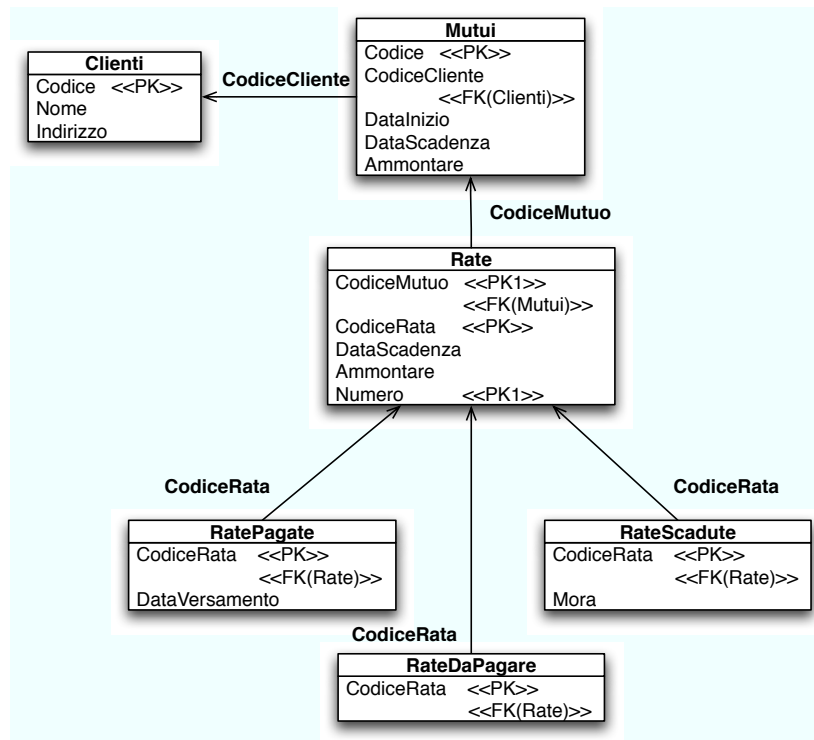 Mutui
Codice <<PK>>
CodiceCliente
<<FK(Clienti)>>
DataInizio
DataScadenza
Ammontare
Clienti
Codice <<PK>>
Nome
Indirizzo
CodiceCliente
CodiceMutuo
Rate
CodiceMutuo <<PK1>>
<<FK(Mutui)>>
CodiceRata <<PK>>
DataScadenza
Ammontare
Numero <<PK1>>
CodiceRata
CodiceRata
RatePagate
CodiceRata <<PK>>
<<FK(Rate)>>
DataVersamento
RateScadute
CodiceRata <<PK>>
<<FK(Rate)>>
Mora
CodiceRata
RateDaPagare
CodiceRata <<PK>>
<<FK(Rate)>>